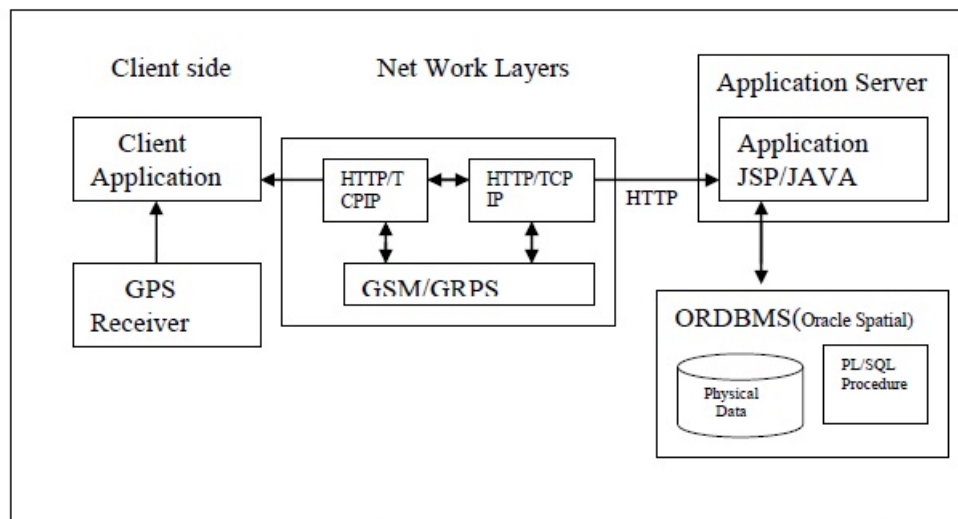 Client side
Net Work Layers
Application Server
Client
Application
HTTP/T
CPIP
HTTP/TCP
IP
HTTP
Application
JSP/JAVA
GPS
Receiver
GSM/GRPS
ORDBMS(Oracle Spatial)
Physical
Data
PL/SQL
Procedure